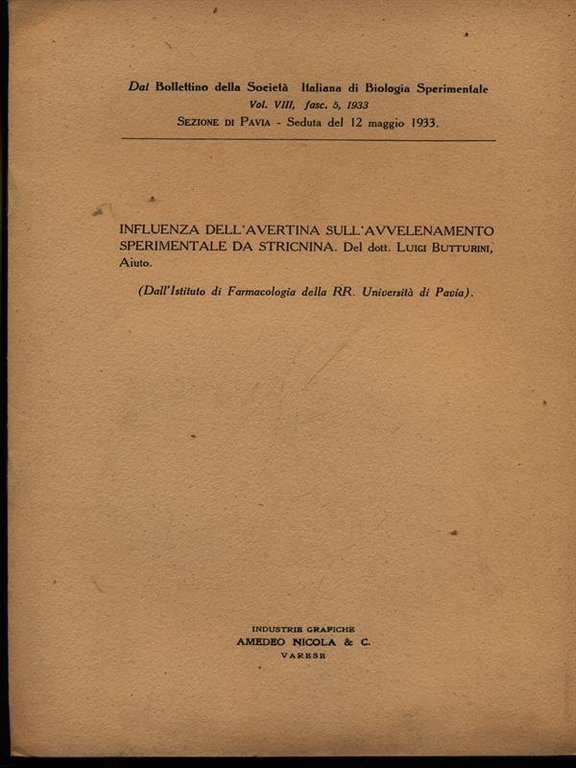 Dal Bollettino della Società Italiana di Biologia Sperimentale
Vol. VIII, fasc. 5, 1933
SEZIONE DI PAVIA - Seduta del 12 maggio 1933.
INFLUENZA DELL'AVERTINA SULL'AVVELENAMENTO
SPERIMENTALE DA STRICNINA. Del dott. LUIGI BUTTURINI,
Aiuto.
(Dall'Istituto di Farmacologia della RR. Università di Pavia).
INDUSTRIE GRAFICHE
AMEDEO NICOLA & C.
VARESE